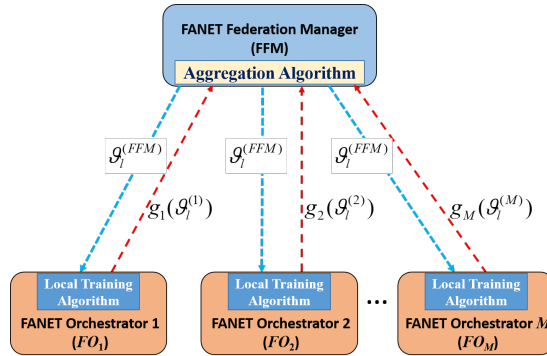 FANET Federation Manager
(FFM)
Aggregation Algorithm
𝜗_l^(FFM) 𝜗_l^(FFM) 𝜗_l^(FFM)
g_1(𝜗_l^(1)) g_2(𝜗_l^(2)) g_M(𝜗_l^(M))
Local Training
Algorithm
FANET Orchestrator 1
(FO_1)
Local Training
Algorithm
FANET Orchestrator 2
(FO_2)
...
Local Training
Algorithm
FANET Orchestrator M
(FO_M)